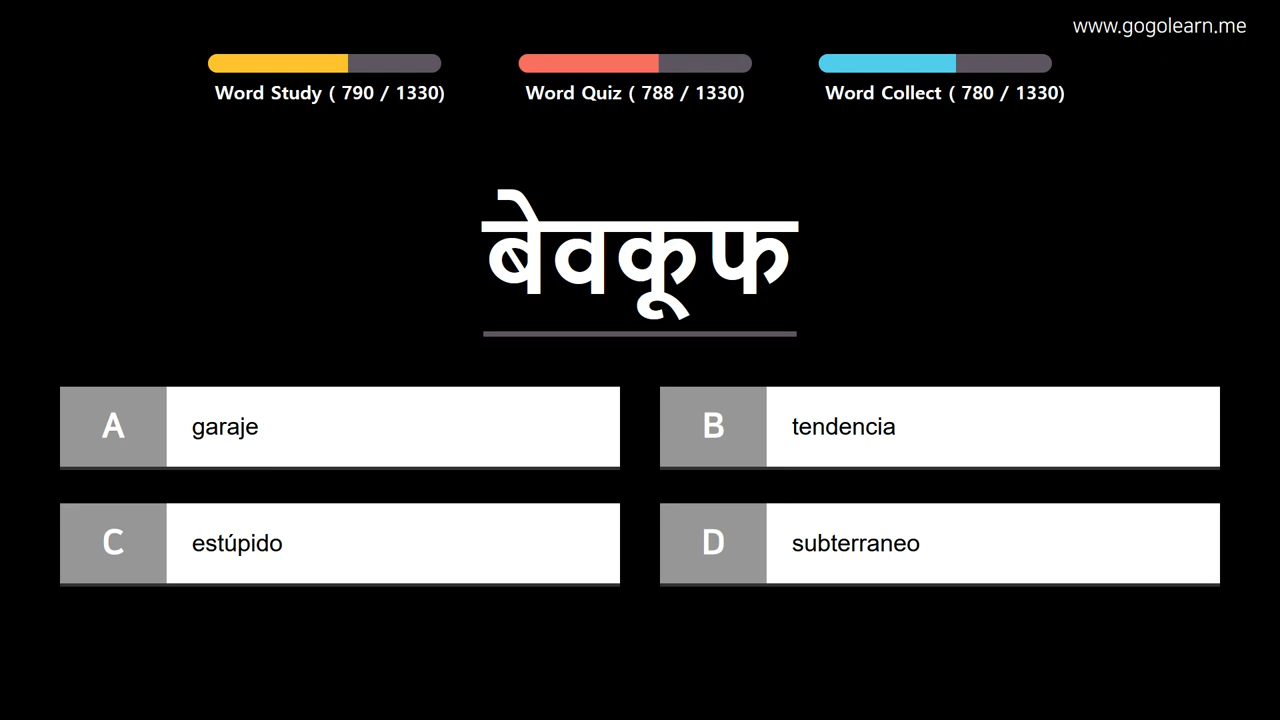 www.gogolearn.me
Word Study ( 790 / 1330)
Word Quiz ( 788 / 1330)
Word Collect ( 780 / 1330)
बेवकूफ
A garaje
B tendencia
C estúpido
D subterraneo